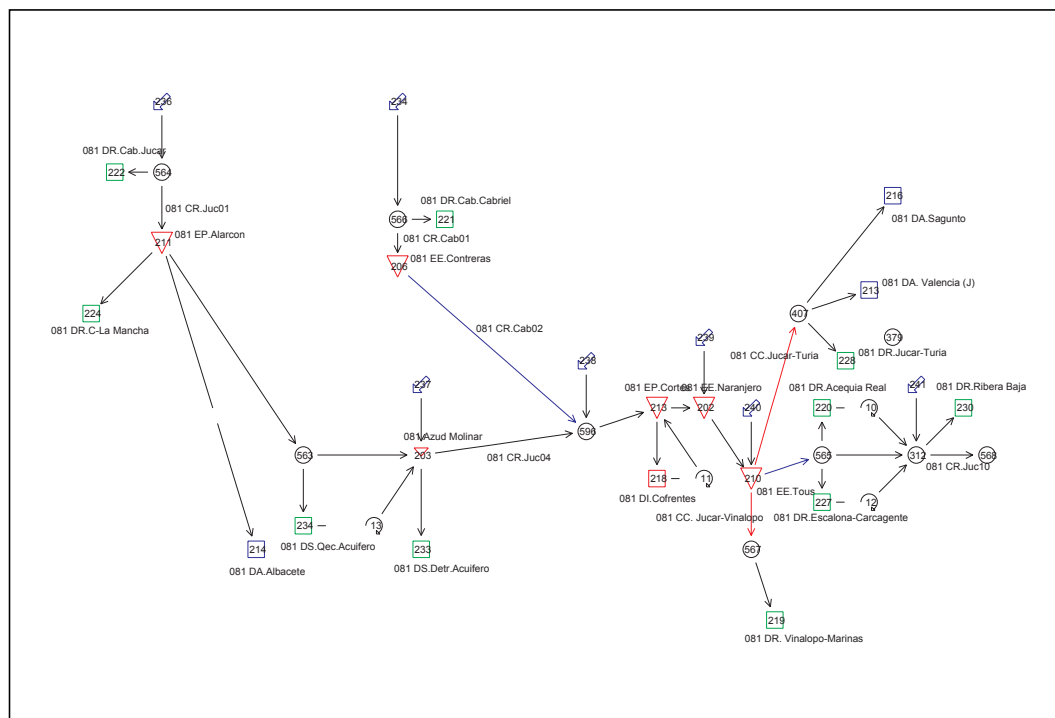 236
234
081 DR.Cab.Jucar
222
564
081 DR.Cab.Cabriel
216
081 CR.Juc01
566
221
081 DA.Sagunto
081 EP.Alarcon
211
081 CR.Cab01
081 EE.Contreras
206
081 DA. Valencia (J)
213
224
407
081 DR.C-La Mancha
081 CR.Cab02
239
379
081 DR.Jucar-Turia
081 CC.Jucar-Turia
228
238
237
081 EP.Cortes
081 EE.Naranjero
081 DR.Acequia Real
241
081 DR.Ribera Baja
213
202
240
220
10
230
596
081 Azud Molinar
563
203
081 CR.Juc04
565
312
568
081 CR.Juc10
218
11
210
081 EE.Tous
081 DI.Cofrentes
227
12
081 CC. Jucar-Vinalopo
081 DR.Escalona-Carcagente
234
13
081 DS.Qec.Acuifero
214
233
567
081 DA.Albacete
081 DS.Detr.Acuifero
219
081 DR. Vinalopo-Marinas